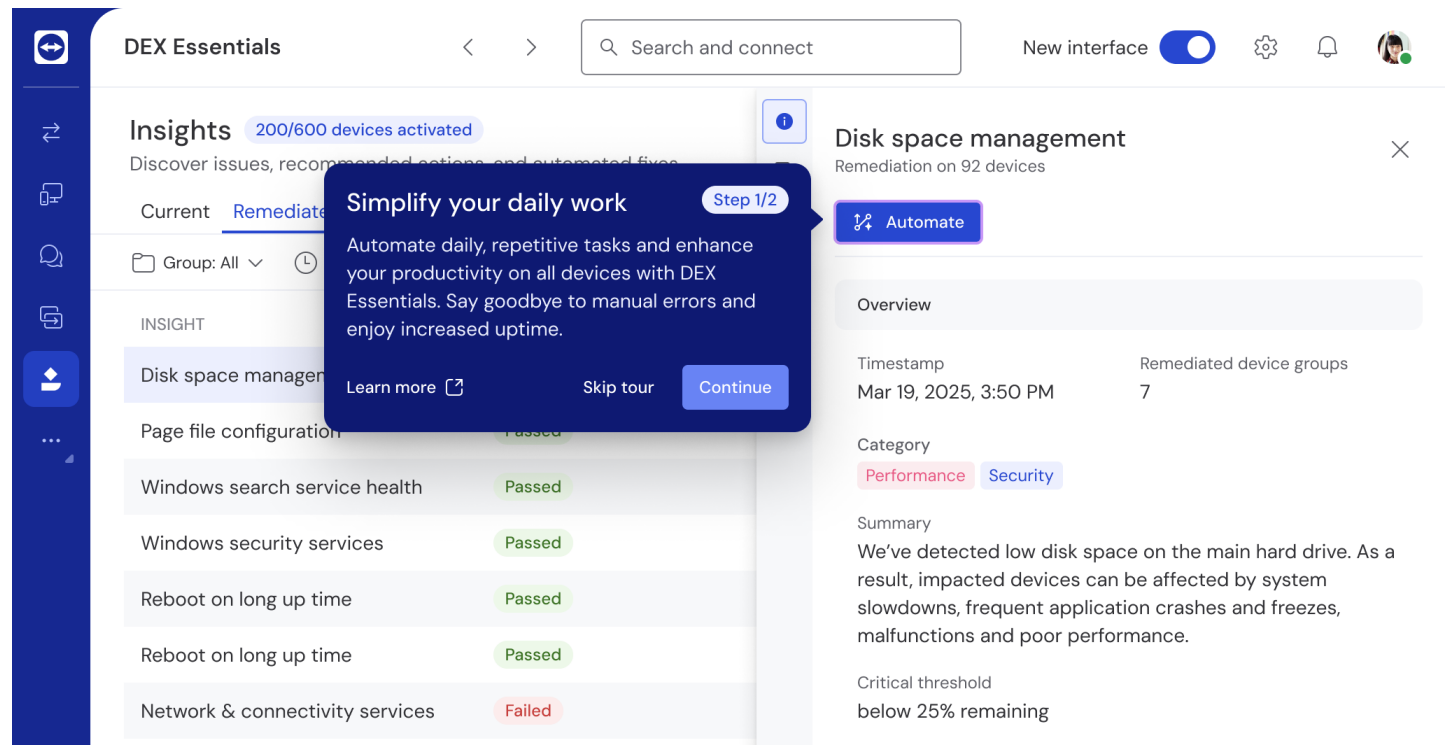 DEX Essentials
Search and connect
New interface
Insights
200/600 devices activated
Discover issues, recommended actions, and automated fixes
Current
Remediate
Group: All
INSIGHT
Disk space managem
Page file configuration
Passed
Windows search service health
Passed
Windows security services
Passed
Reboot on long up time
Passed
Reboot on long up time
Passed
Network & connectivity services
Failed
Simplify your daily work
Step 1/2
Automate daily, repetitive tasks and enhance
your productivity on all devices with DEX
Essentials. Say goodbye to manual errors and
enjoy increased uptime.
Learn more
Skip tour
Continue
Disk space management
Remediation on 92 devices
Automate
Overview
Timestamp
Mar 19, 2025, 3:50 PM
Remediated device groups
7
Category
Performance
Security
Summary
We’ve detected low disk space on the main hard drive. As a
result, impacted devices can be affected by system
slowdowns, frequent application crashes and freezes,
malfunctions and poor performance.
Critical threshold
below 25% remaining